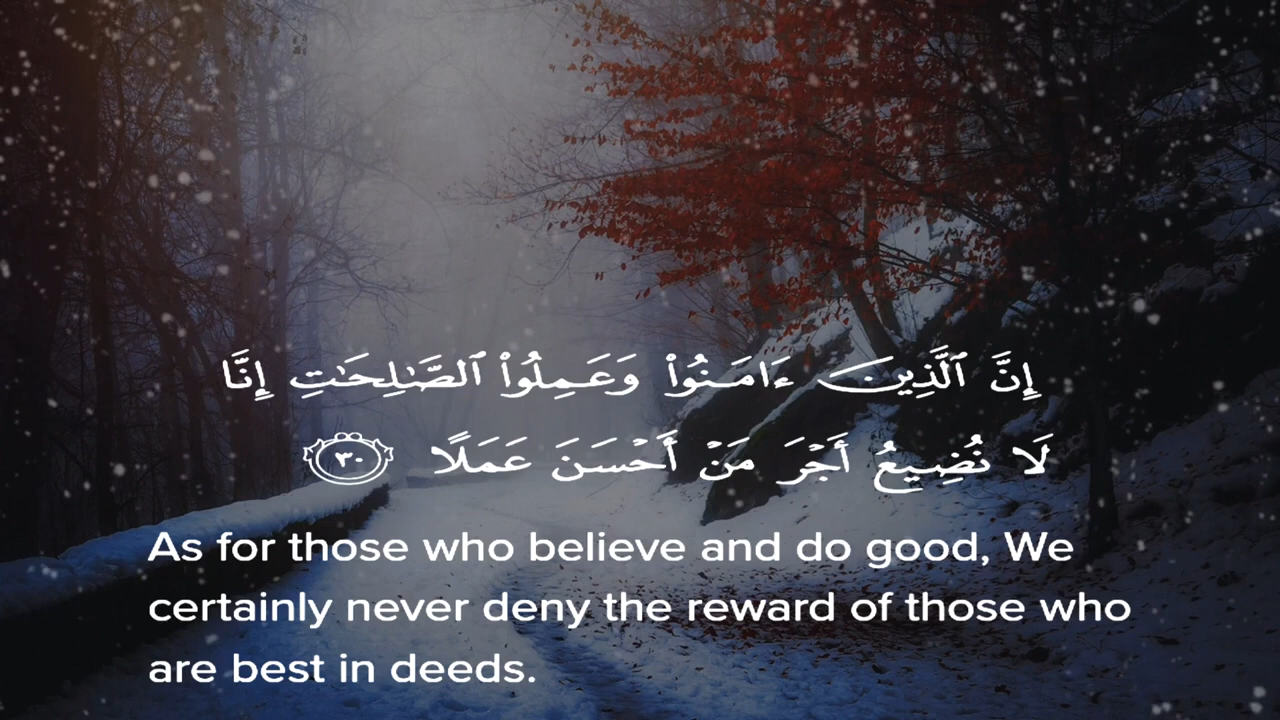 إِنَّ ٱلَّذِينَ ءَامَنُوا۟ وَعَمِلُوا۟ ٱلصَّـٰلِحَـٰتِ إِنَّا
لَا نُضِيعُ أَجْرَ مَنْ أَحْسَنَ عَمَلًا ٣٠
As for those who believe and do good, We
certainly never deny the reward of those who
are best in deeds.